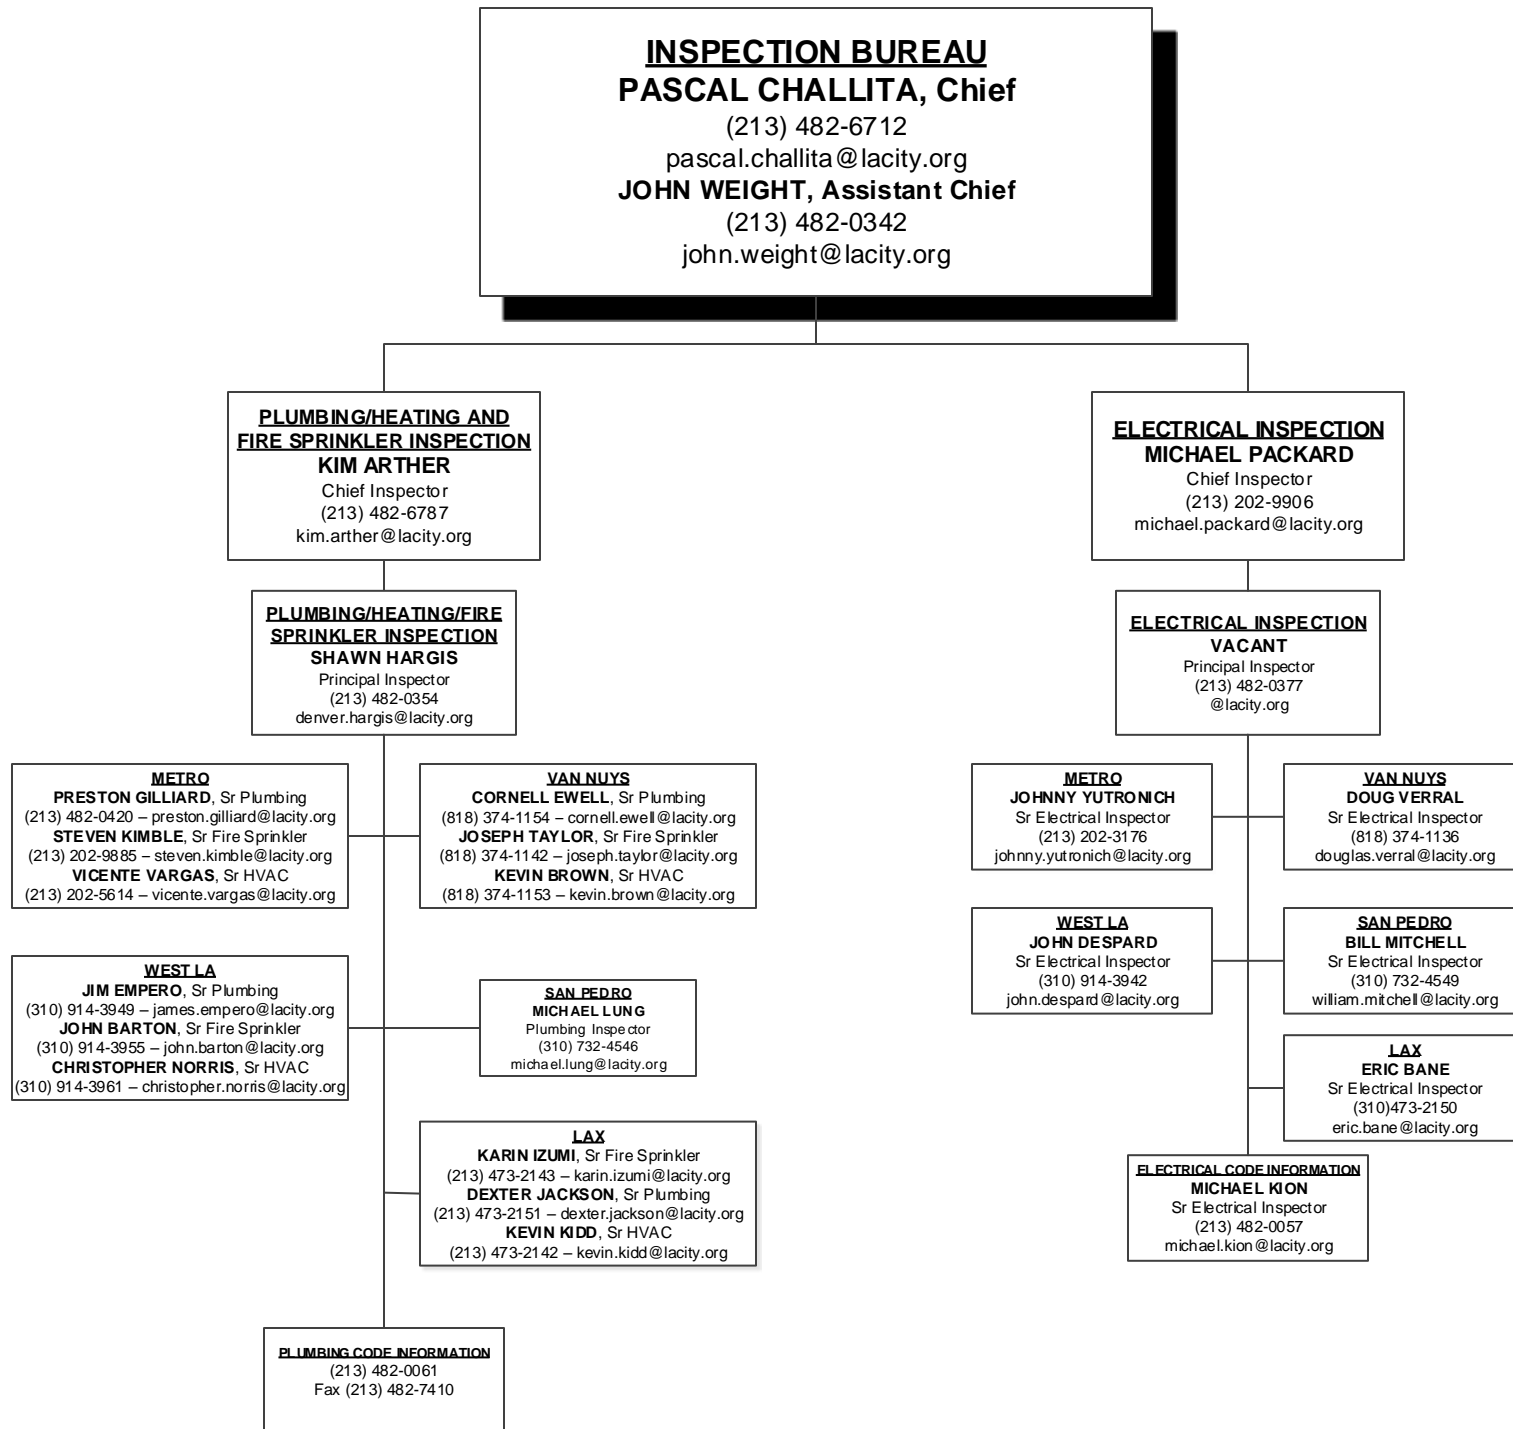 INSPECTION BUREAU
PASCAL CHALLITA, Chief
(213) 482-6712
pascal.challita@lacity.org
JOHN WEIGHT, Assistant Chief
(213) 482-0342
john.weight@lacity.org
PLUMBING/HEATING AND
FIRE SPRINKLER INSPECTION
KIM ARTHER
Chief Inspector
(213) 482-6787
kim.arther@lacity.org
ELECTRICAL INSPECTION
MICHAEL PACKARD
Chief Inspector
(213) 202-9906
michael.packard@lacity.org
PLUMBING/HEATING/FIRE
SPRINKLER INSPECTION
SHAWN HARGIS
Principal Inspector
(213) 482-0354
denver.hargis@lacity.org
ELECTRICAL INSPECTION
VACANT
Principal Inspector
(213) 482-0377
@lacity.org
METRO
PRESTON GILLIARD, Sr Plumbing
(213) 482-0420 – preston.gilliard@lacity.org
STEVEN KIMBLE, Sr Fire Sprinkler
(213) 202-9885 – steven.kimble@lacity.org
VICENTE VARGAS, Sr HVAC
(213) 202-5614 – vicente.vargas@lacity.org
VAN NUYS
CORNELL EWELL, Sr Plumbing
(818) 374-1154 – cornell.ewell@lacity.org
JOSEPH TAYLOR, Sr Fire Sprinkler
(818) 374-1142 – joseph.taylor@lacity.org
KEVIN BROWN, Sr HVAC
(818) 374-1153 – kevin.brown@lacity.org
METRO
JOHNNY YUTRONICH
Sr Electrical Inspector
(213) 202-3176
johnny.yutronich@lacity.org
VAN NUYS
DOUG VERRAL
Sr Electrical Inspector
(818) 374-1136
douglas.verral@lacity.org
WEST LA
JIM EMPERO, Sr Plumbing
(310) 914-3949 – james.empero@lacity.org
JOHN BARTON, Sr Fire Sprinkler
(310) 914-3955 – john.barton@lacity.org
CHRISTOPHER NORRIS, Sr HVAC
(310) 914-3961 – christopher.norris@lacity.org
SAN PEDRO
MICHAEL LUNG
Plumbing Inspector
(310) 732-4546
michael.lung@lacity.org
WEST LA
JOHN DESPARD
Sr Electrical Inspector
(310) 914-3942
john.despard@lacity.org
SAN PEDRO
BILL MITCHELL
Sr Electrical Inspector
(310) 732-4549
william.mitchell@lacity.org
LAX
ERIC BANE
Sr Electrical Inspector
(310)473-2150
eric.bane@lacity.org
LAX
KARIN IZUMI, Sr Fire Sprinkler
(213) 473-2143 – karin.izumi@lacity.org
DEXTER JACKSON, Sr Plumbing
(213) 473-2151 – dexter.jackson@lacity.org
KEVIN KIDD, Sr HVAC
(213) 473-2142 – kevin.kidd@lacity.org
ELECTRICAL CODE INFORMATION
MICHAEL KION
Sr Electrical Inspector
(213) 482-0057
michael.kion@lacity.org
PLUMBING CODE INFORMATION
(213) 482-0061
Fax (213) 482-7410